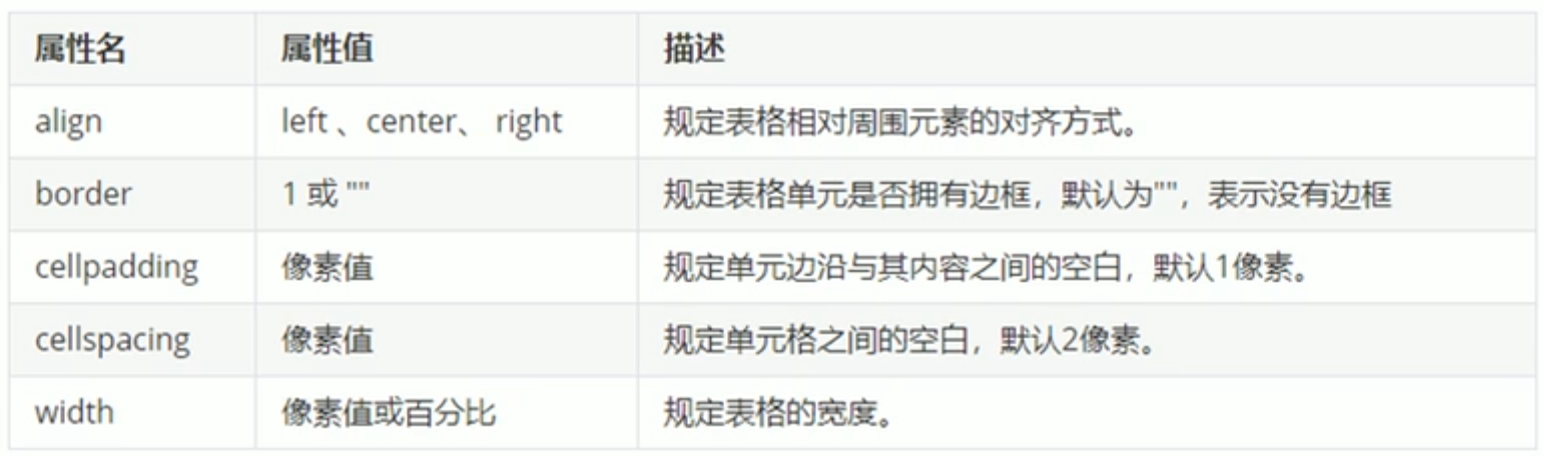 属性名 属性值 描述
align left 、center、 right 规定表格相对周围元素的对齐方式。
border 1 或 "" 规定表格单元是否拥有边框，默认为""，表示没有边框
cellpadding 像素值 规定单元边沿与其内容之间的空白，默认1像素。
cellspacing 像素值 规定单元格之间的空白，默认2像素。
width 像素值或百分比 规定表格的宽度。